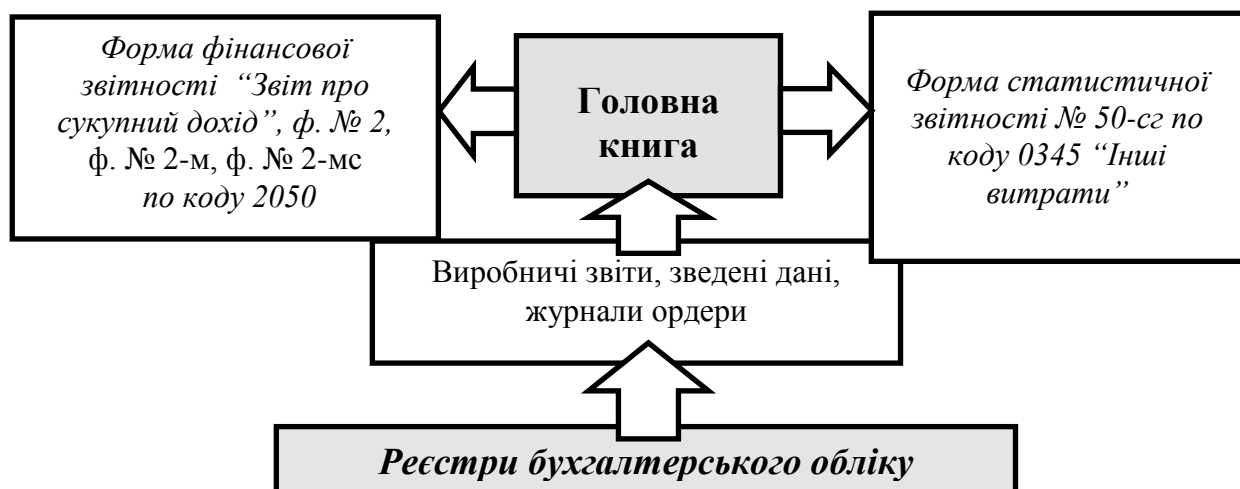 Форма фінансової
звітності “Звіт про
сукупний дохід”, ф. № 2,
ф. № 2-м, ф. № 2-мс
по коду 2050
Головна
книга
Форма статистичної
звітності № 50-сг по
коду 0345 “Інші
витрати”
Виробничі звіти, зведені дані,
журнали ордери
Реєстри бухгалтерського обліку